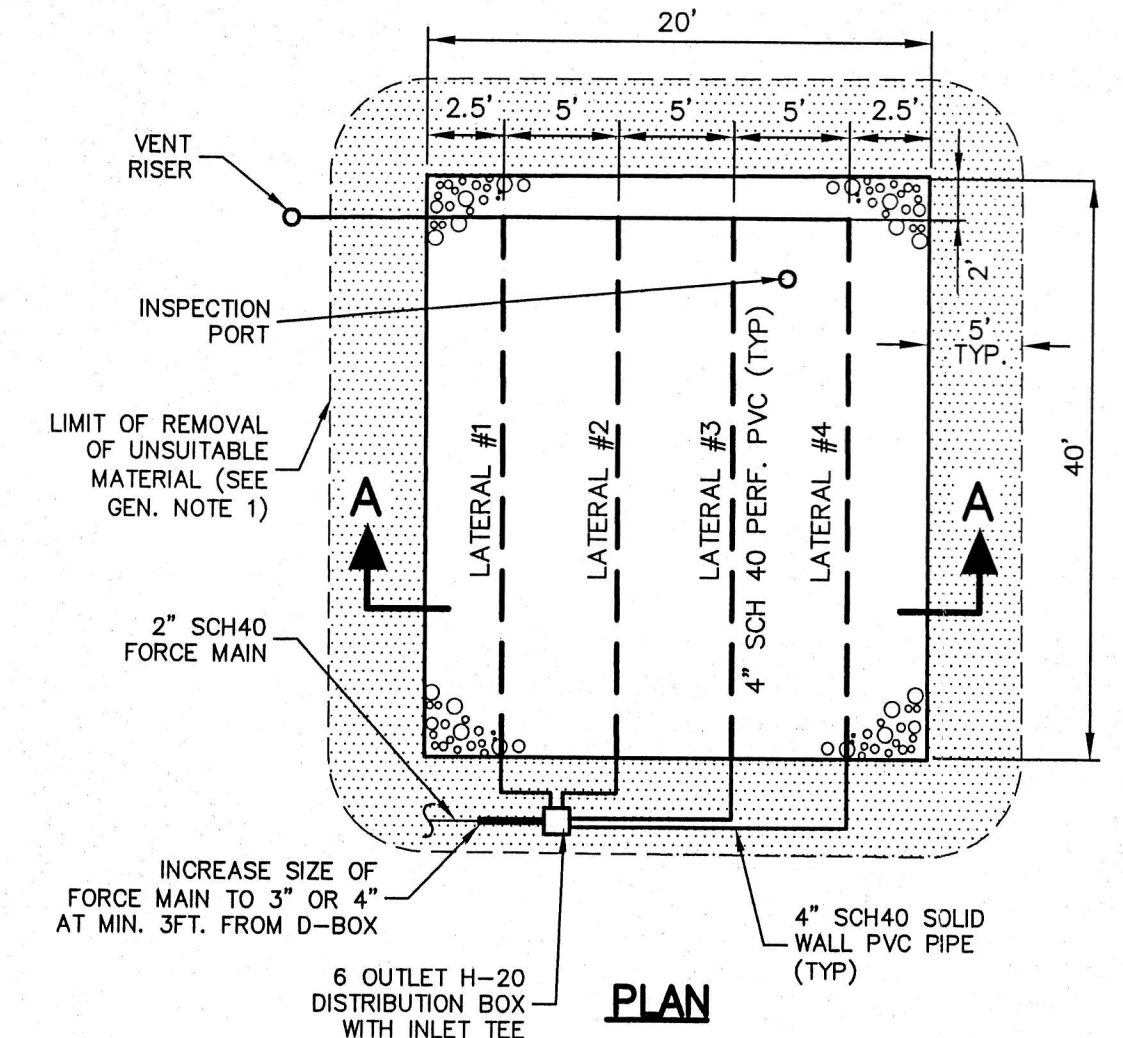 20'
2.5'
5'
5'
5'
2.5'
VENT
RISER
2'
INSPECTION
PORT
5'
TYP.
LIMIT OF REMOVAL
OF UNSUITABLE
MATERIAL (SEE
GEN. NOTE 1)
LATERAL #1
LATERAL #2
LATERAL #3
4" SCH 40 PERF. PVC (TYP)
LATERAL #4
40'
A
A
2" SCH40
FORCE MAIN
INCREASE SIZE OF
FORCE MAIN TO 3" OR 4"
AT MIN. 3FT. FROM D-BOX
4" SCH40 SOLID
WALL PVC PIPE
(TYP)
6 OUTLET H-20
DISTRIBUTION BOX
WITH INLET TEE
PLAN